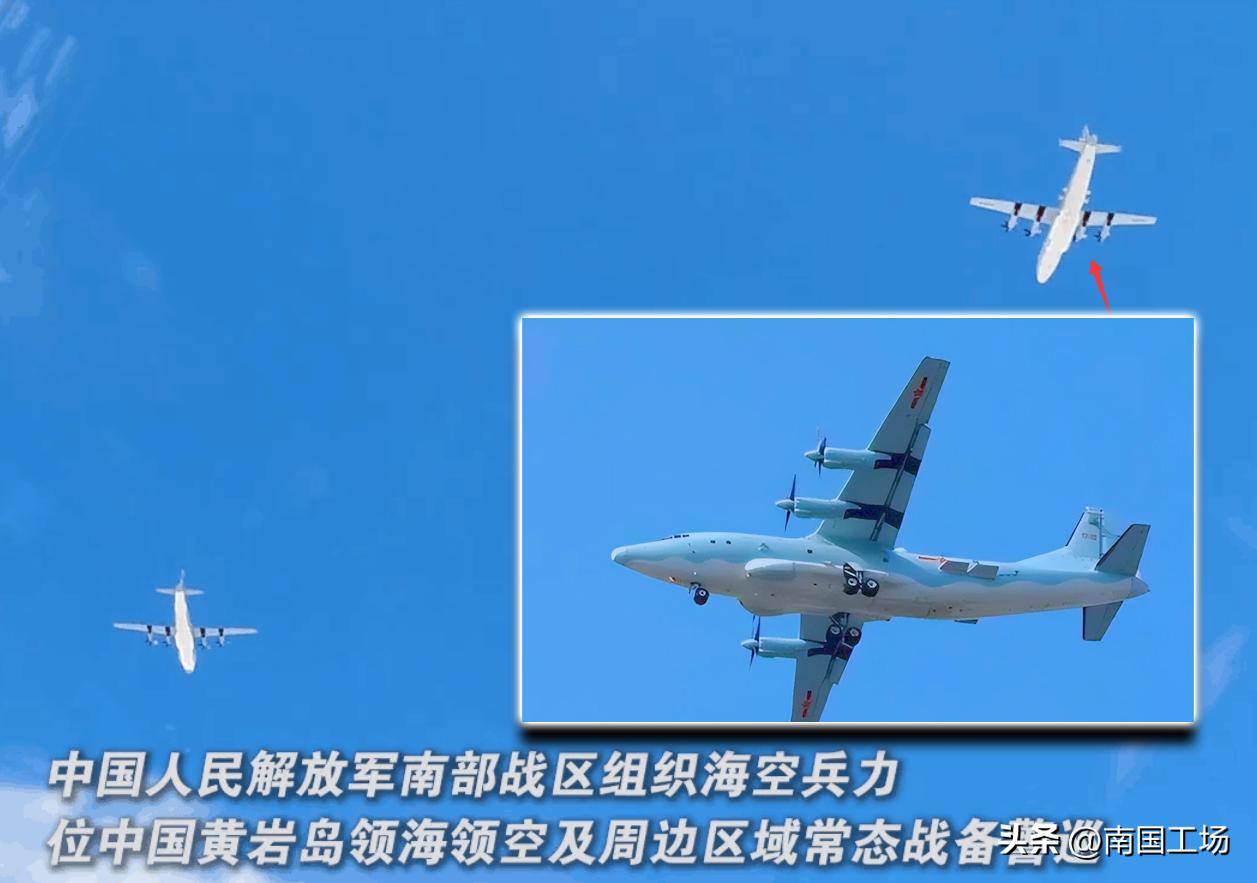 中国人民解放军南部战区组织海空兵力
位中国黄岩岛领海领空及周边区域常态战备警巡
头条 @南国工场